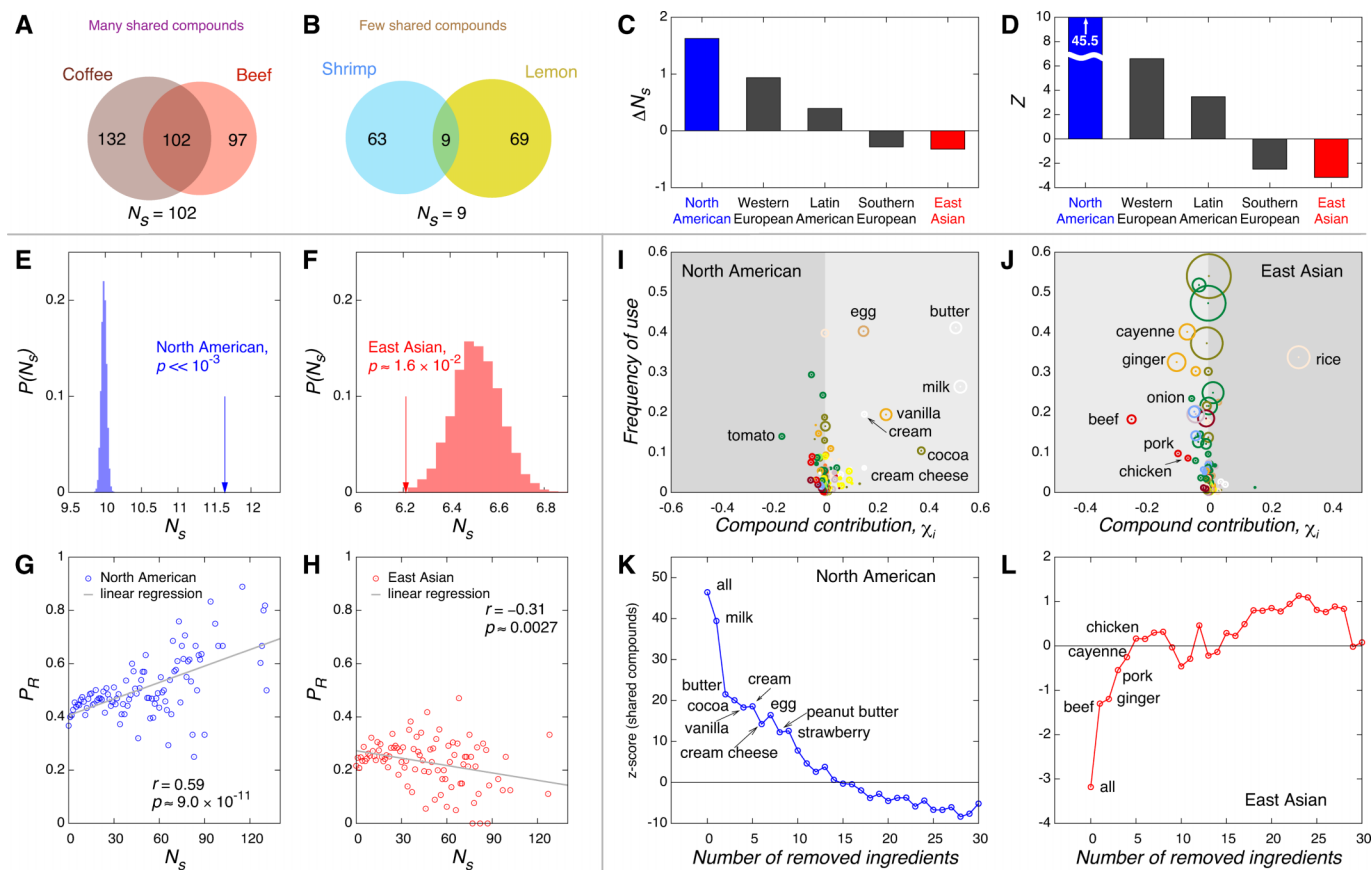 A
Many shared compounds
Coffee
Beef
132
102
97
Ns = 102
B
Few shared compounds
Shrimp
Lemon
63
9
69
Ns = 9
C
2
1
0
-1
ΔNs
North American
Western European
Latin American
Southern European
East Asian
D
10
8
6
4
2
0
-2
-4
Z
45.5
North American
Western European
Latin American
Southern European
East Asian
E
0.2
0.1
0
P(Ns)
North American,
p << 10-3
9.5 10 10.5 11 11.5 12
Ns
F
0.2
0.1
0
P(Ns)
East Asian,
p ≈ 1.6 × 10-2
6 6.2 6.4 6.6 6.8
Ns
G
1
0.8
0.6
0.4
0.2
0
PR
North American
linear regression
r = 0.59
p ≈ 9.0 × 10-11
0 30 60 90 120
Ns
H
1
0.8
0.6
0.4
0.2
0
PR
East Asian
linear regression
r = −0.31
p ≈ 0.0027
0 30 60 90 120
Ns
I
North American
0.6
0.5
0.4
0.3
0.2
0.1
0
Frequency of use
egg
butter
milk
vanilla
cream
tomato
cocoa
cream cheese
-0.6 -0.4 -0.2 0 0.2 0.4 0.6
Compound contribution, χi
J
East Asian
0.6
0.5
0.4
0.3
0.2
0.1
0
cayenne
ginger
rice
onion
beef
pork
chicken
-0.4 -0.2 0 0.2 0.4
Compound contribution, χi
K
North American
50
40
30
20
10
0
-10
z-score (shared compounds)
all
milk
butter
cream
cocoa
egg
vanilla
peanut butter
strawberry
cream cheese
0 5 10 15 20 25 30
Number of removed ingredients
L
2
1
0
-1
-2
-3
-4
chicken
cayenne
pork
beef
ginger
all
East Asian
0 5 10 15 20 25 30
Number of removed ingredients